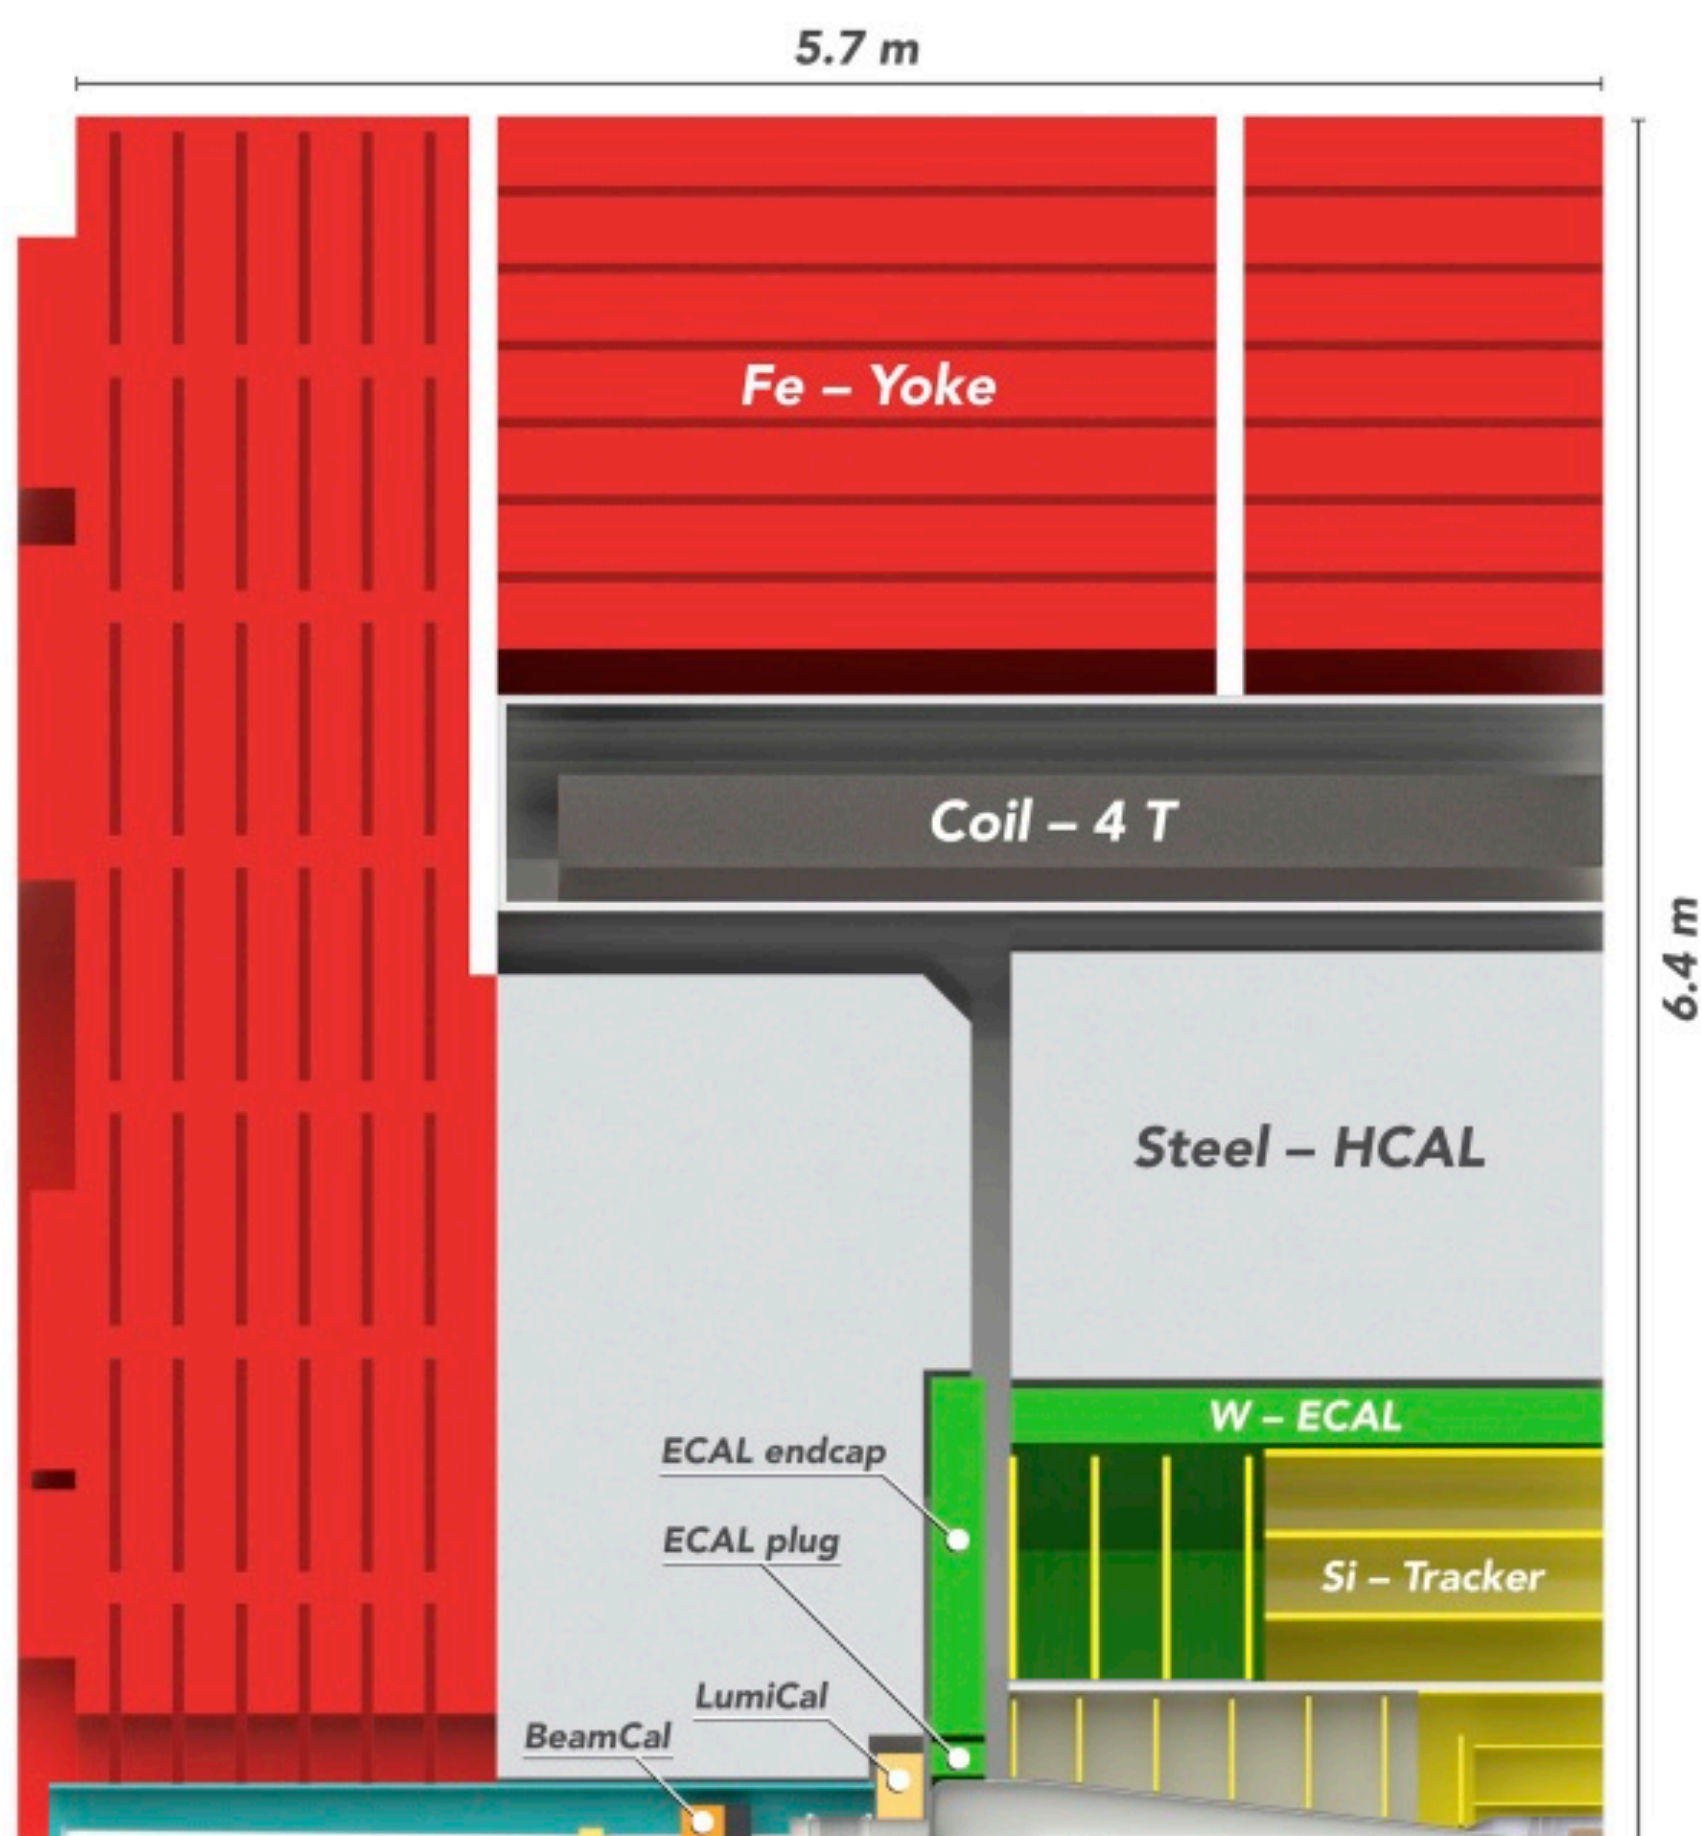 5.7 m
Fe – Yoke
Coil – 4 T
6.4 m
Steel – HCAL
W – ECAL
ECAL endcap
ECAL plug
Si – Tracker
LumiCal
BeamCal